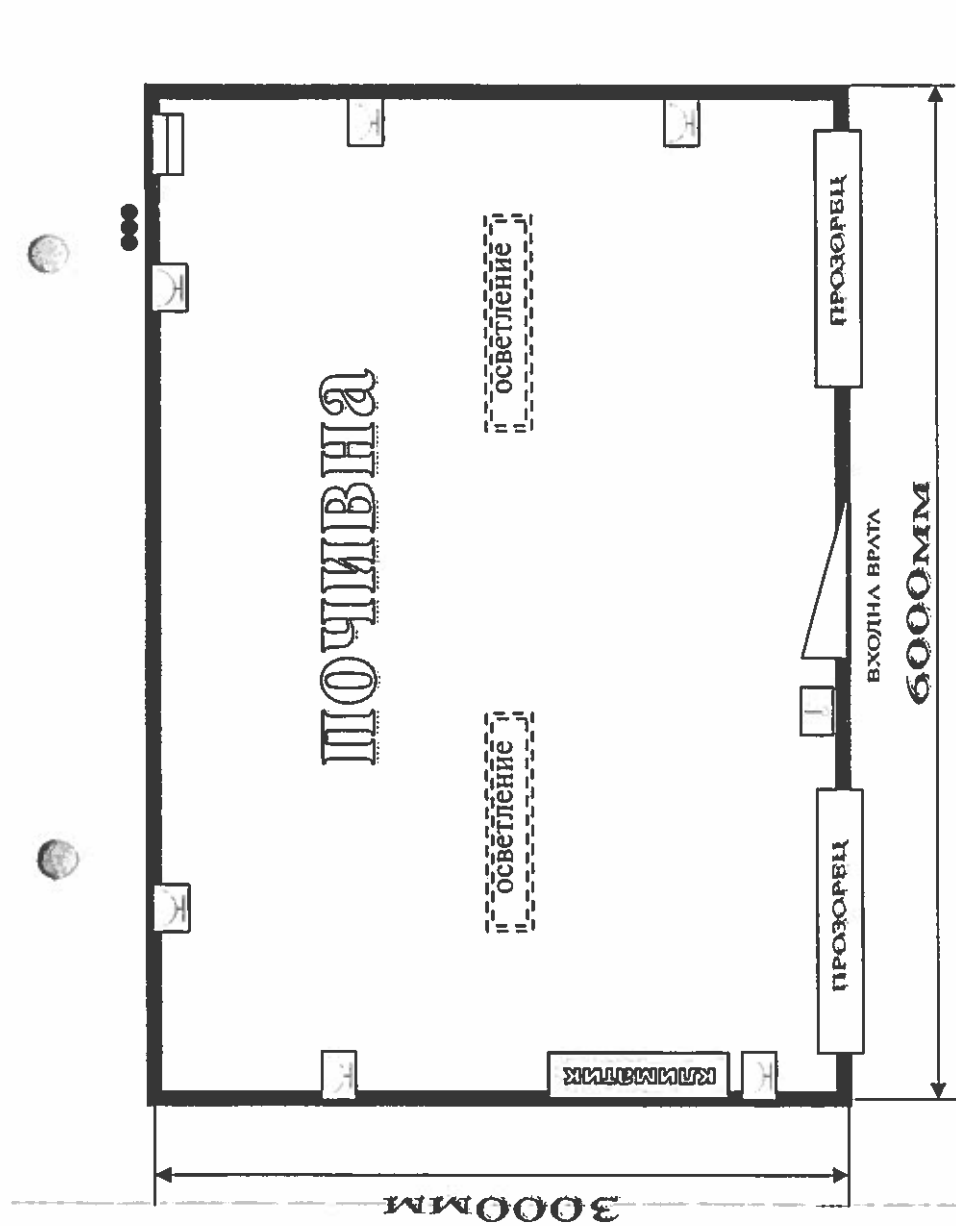 ПОЧИВНа
осветление
осветление
КЛИМАТИК
ПРОЗОРЕЦ
ВХОДНА ВРАТА
ПРОЗОРЕЦ
6000ММ
3000ММ